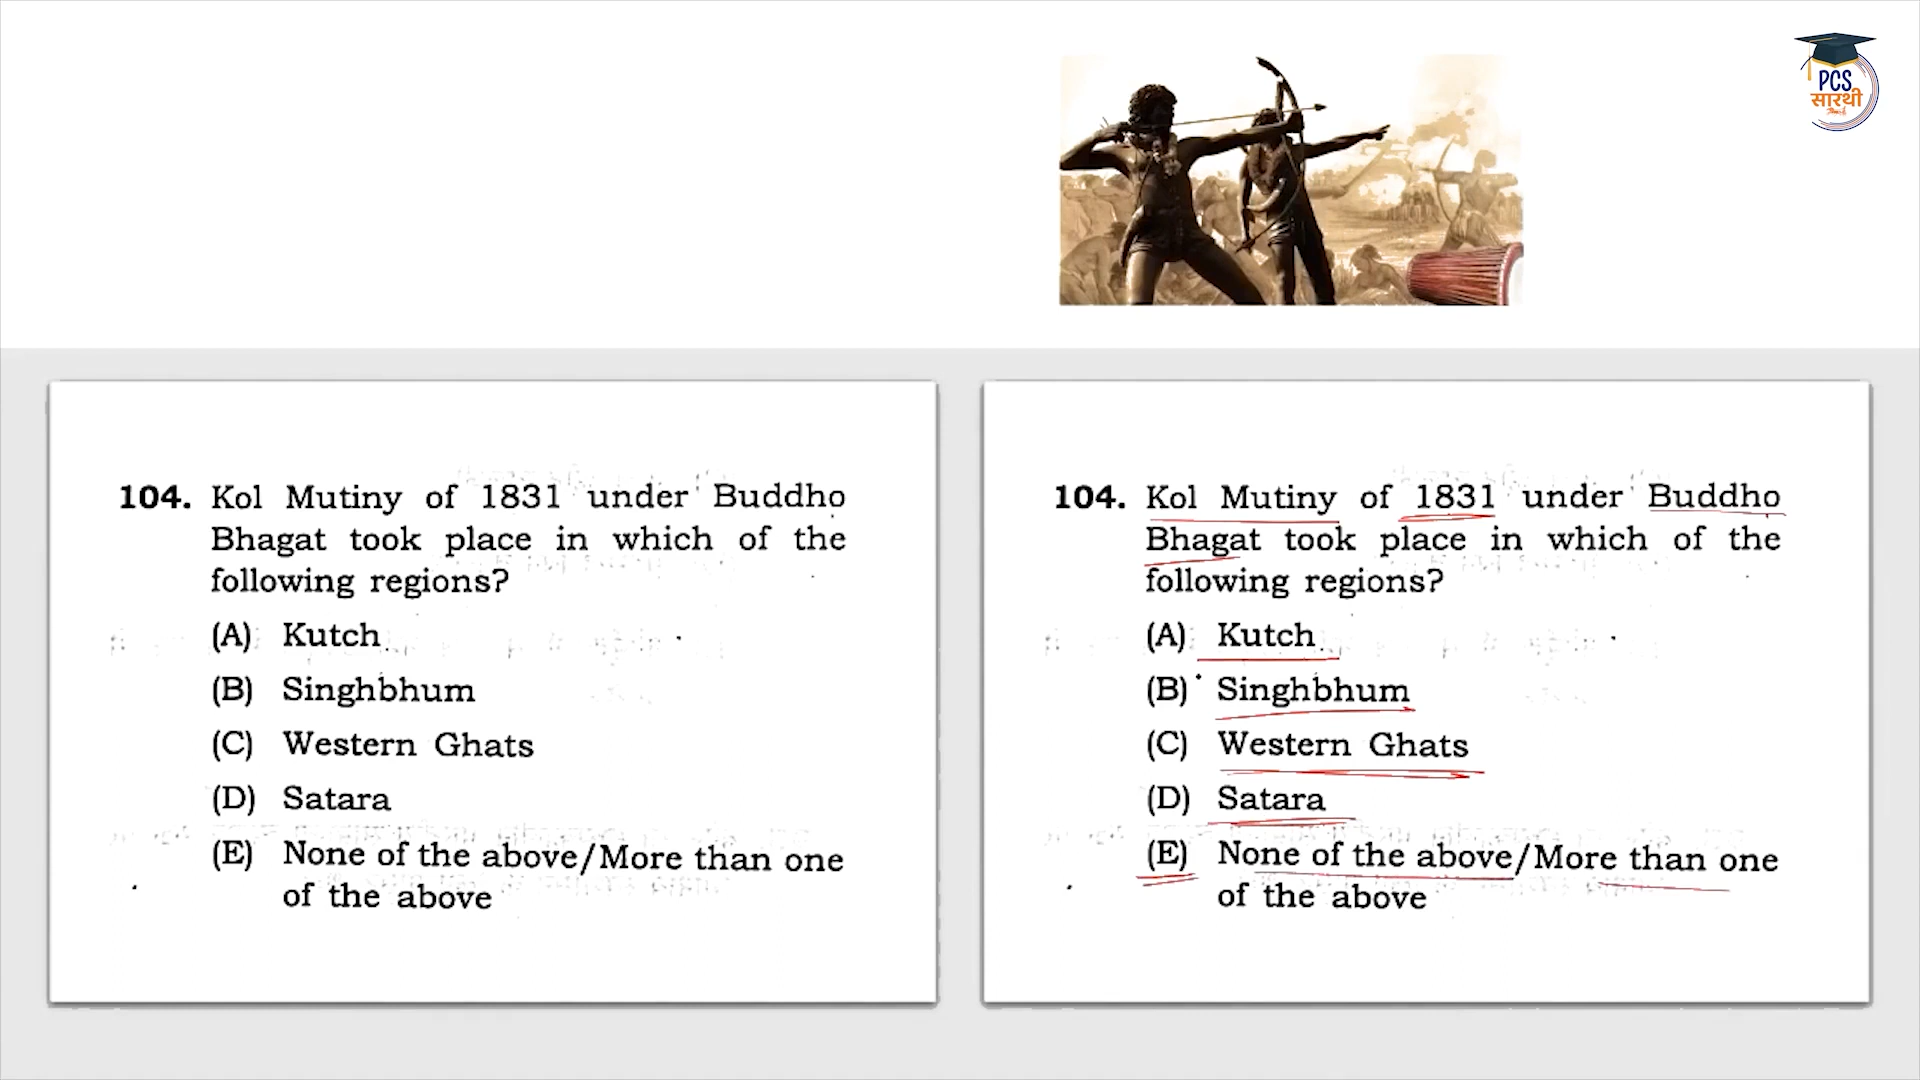 PCS
सारथी
104. Kol Mutiny of 1831 under Buddho
Bhagat took place in which of the
following regions?
(A) Kutch
(B) Singhbhum
(C) Western Ghats
(D) Satara
(E) None of the above/More than one
of the above
104. Kol Mutiny of 1831 under Buddho
Bhagat took place in which of the
following regions?
(A) Kutch
(B) Singhbhum
(C) Western Ghats
(D) Satara
(E) None of the above/More than one
of the above